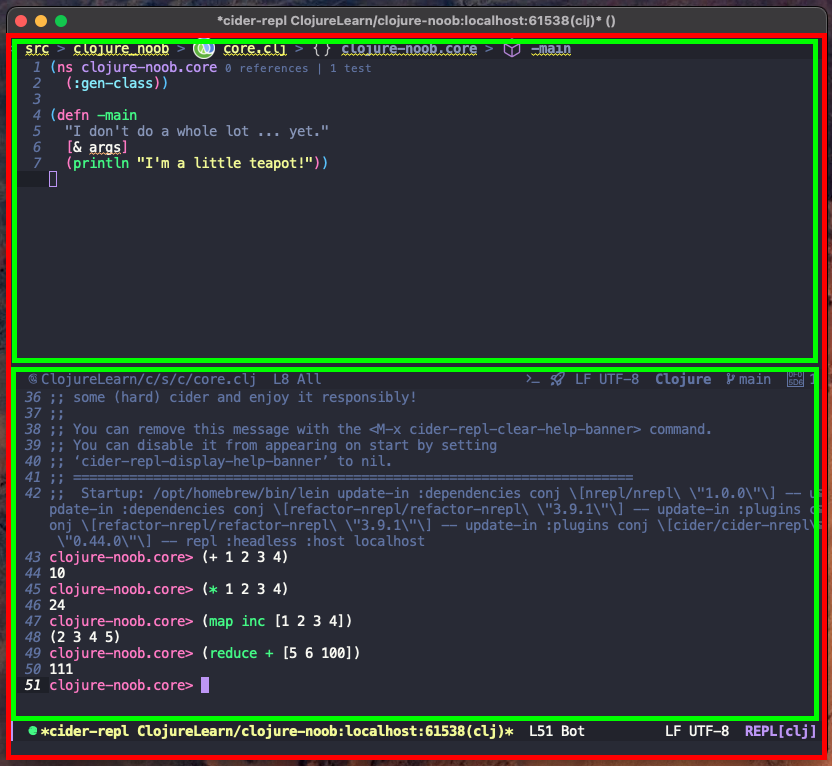 *cider-repl ClojureLearn/clojure-noob:localhost:61538(clj)* ()
src > clojure_noob > core.clj > { } clojure-noob.core > -main
1 (ns clojure-noob.core 0 references | 1 test
2 (:gen-class))
3
4 (defn -main
5 "I don't do a whole lot ... yet."
6 [& args]
7 (println "I'm a little teapot!"))
ClojureLearn/c/s/c/core.clj L8 All LF UTF-8 Clojure main
36 ;; some (hard) cider and enjoy it responsibly!
37 ;;
38 ;; You can remove this message with the <M-x cider-repl-clear-help-banner> command.
39 ;; You can disable it from appearing on start by setting
40 ;; ‘cider-repl-display-help-banner’ to nil.
41 ;; ======================================================================
42 ;;  Startup: /opt/homebrew/bin/lein update-in :dependencies conj \[nrepl/nrepl\ \"1.0.0\"\] -- u
pdate-in :dependencies conj \[refactor-nrepl/refactor-nrepl\ \"3.9.1\"\] -- update-in :plugins c
onj \[refactor-nrepl/refactor-nrepl\ \"3.9.1\"\] -- update-in :plugins conj \[cider/cider-nrepl\
\"0.44.0\"\] -- repl :headless :host localhost
43 clojure-noob.core> (+ 1 2 3 4)
44 10
45 clojure-noob.core> (* 1 2 3 4)
46 24
47 clojure-noob.core> (map inc [1 2 3 4])
48 (2 3 4 5)
49 clojure-noob.core> (reduce + [5 6 100])
50 111
51 clojure-noob.core>
*cider-repl ClojureLearn/clojure-noob:localhost:61538(clj)* L51 Bot LF UTF-8 REPL[clj]